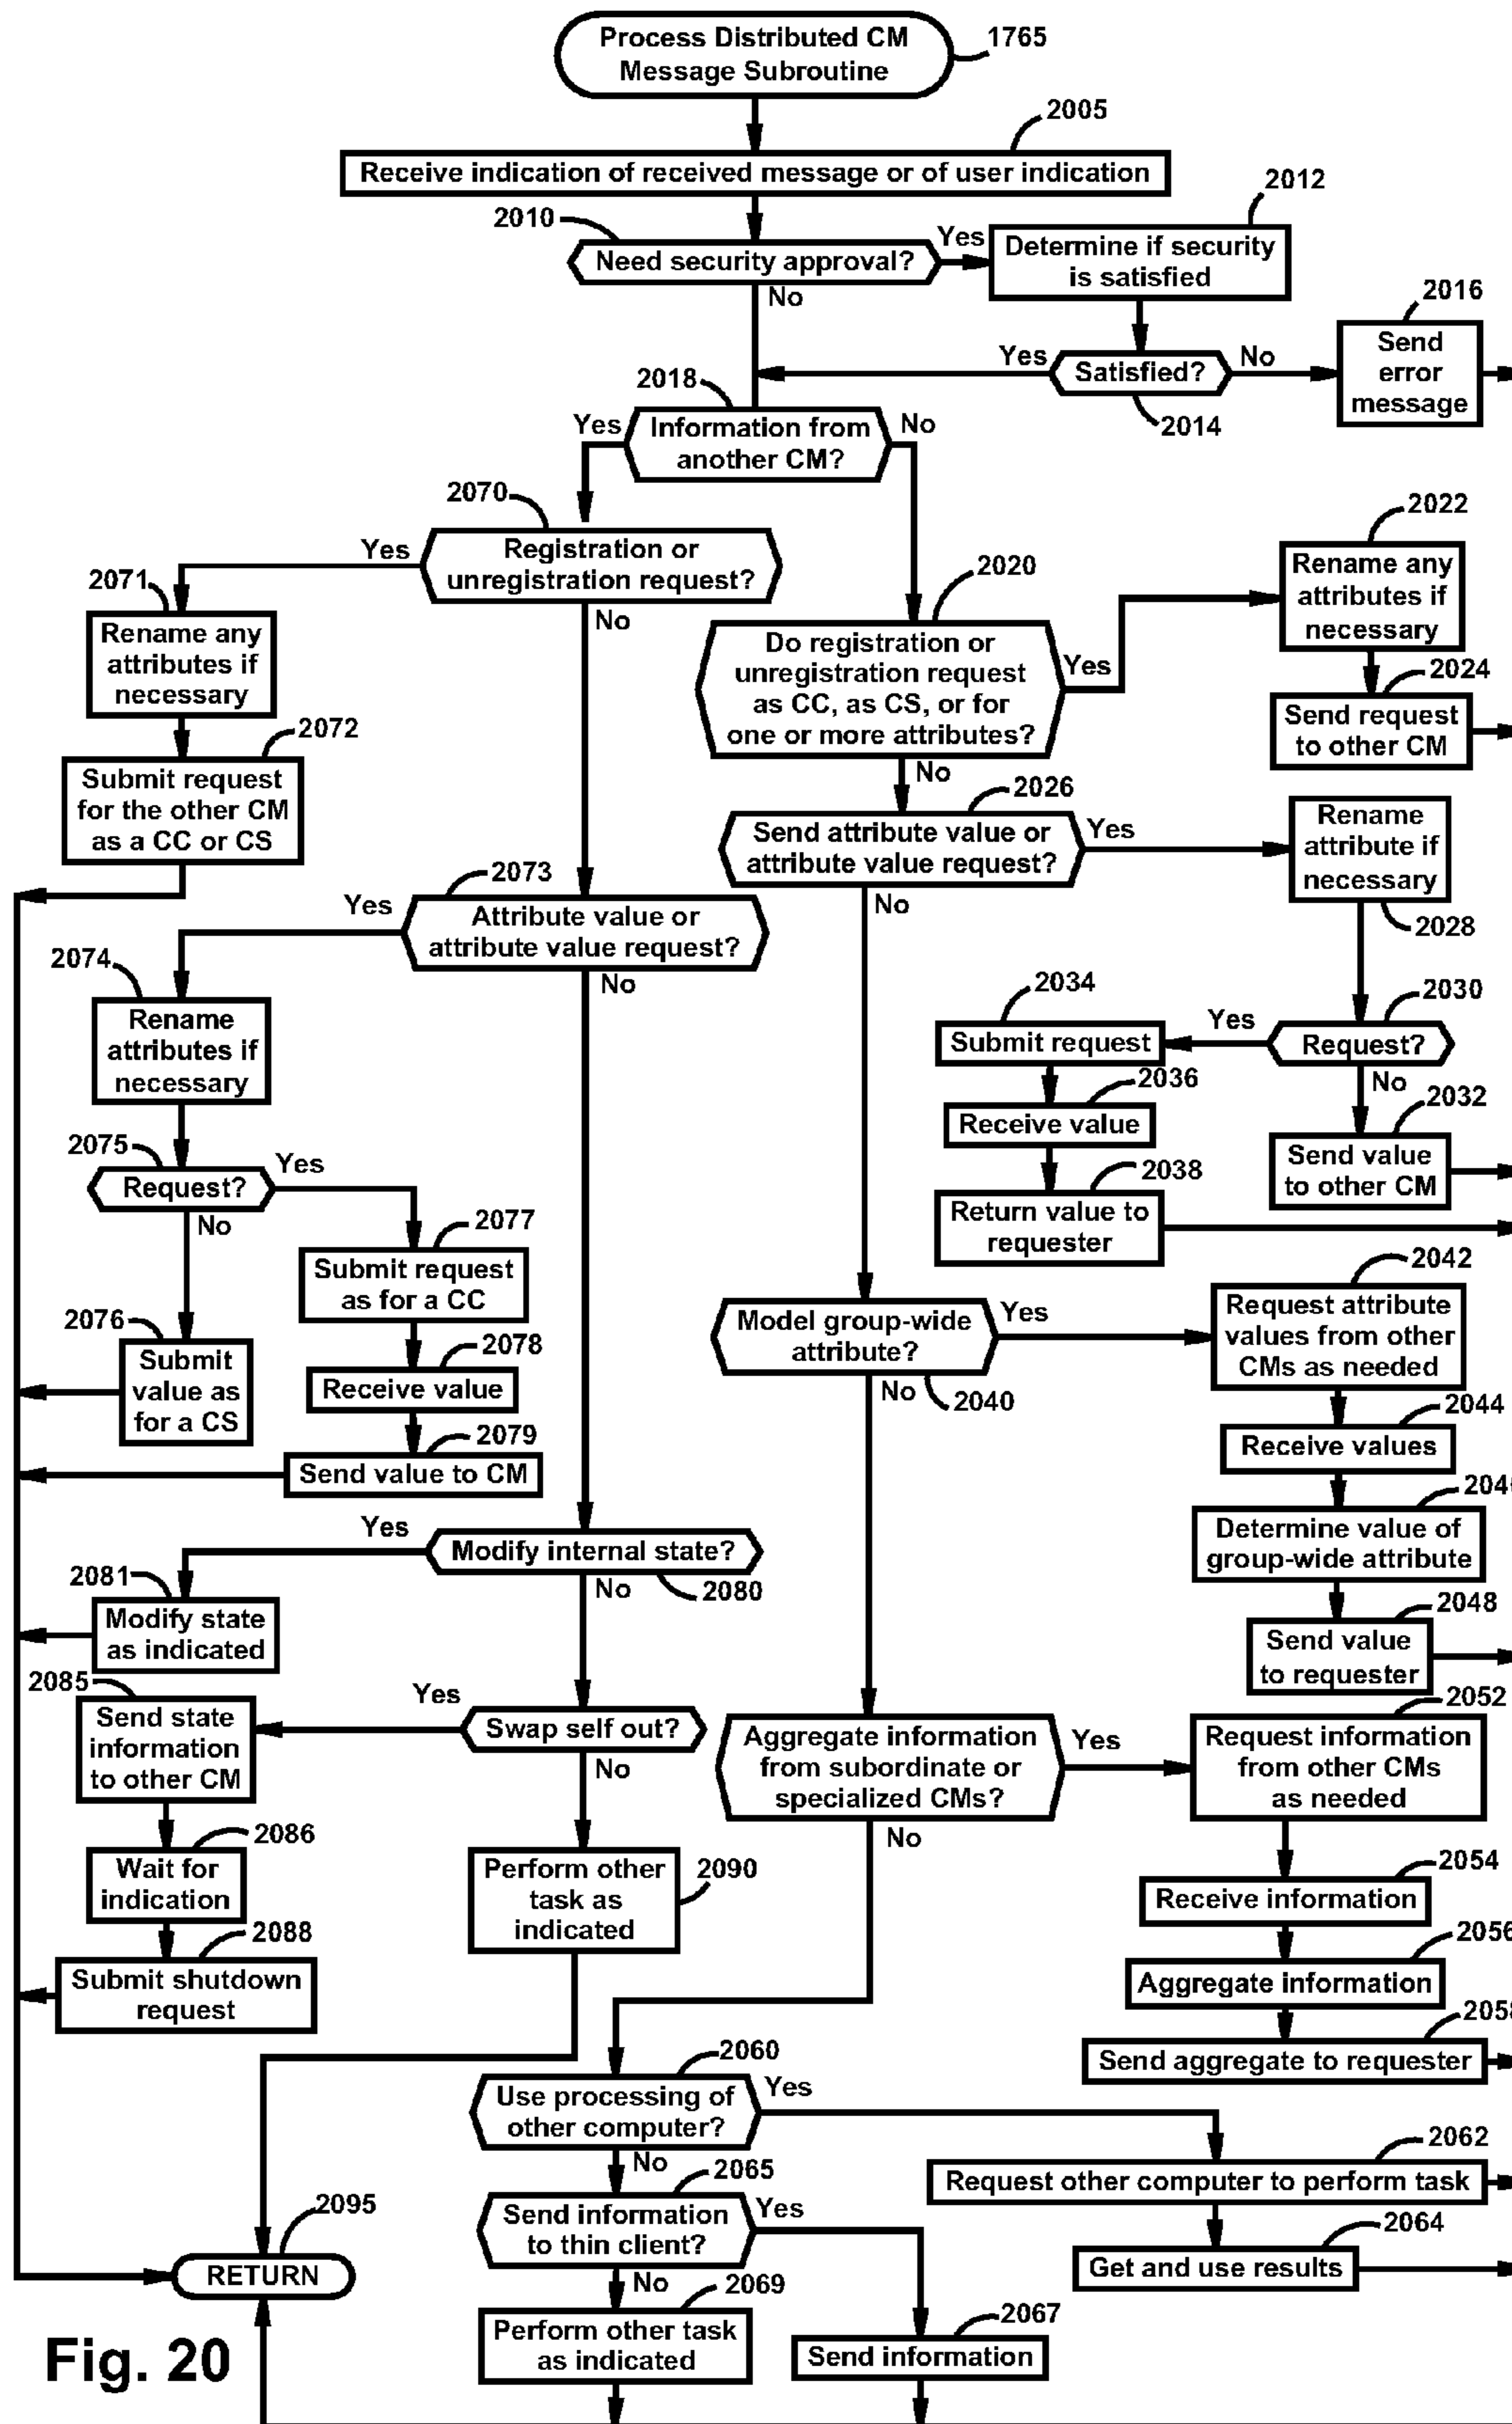 Process Distributed CM
Message Subroutine
1765
2005
Receive indication of received message or of user indication
2010
Need security approval?
Yes
No
2012
Determine if security
is satisfied
2016
Send
error
message
Yes
Satisfied?
No
2014
2018
Yes
Information from
another CM?
No
2070
Yes
Registration or
unregistration request?
No
2071
Rename any
attributes if
necessary
2072
Submit request
for the other CM
as a CC or CS
2020
Do registration or
unregistration request
as CC, as CS, or for
one or more attributes?
Yes
No
2022
Rename any
attributes if
necessary
2024
Send request
to other CM
2026
Send attribute value or
attribute value request?
Yes
No
Rename
attribute if
necessary
2028
2073
Yes
Attribute value or
attribute value request?
No
2074
Rename
attributes if
necessary
2034
Submit request
Yes
2030
Request?
No
2036
Receive value
2032
Send value
to other CM
2038
Return value to
requester
2075
Request?
Yes
No
2077
Submit request
as for a CC
2076
Submit
value as
for a CS
2078
Receive value
2079
Send value to CM
Model group-wide
attribute?
Yes
No
2040
2042
Request attribute
values from other
CMs as needed
2044
Receive values
204
Determine value of
group-wide attribute
2048
Send value
to requester
Yes
Modify internal state?
No
2080
2081
Modify state
as indicated
2085
Send state
information
to other CM
Yes
Swap self out?
No
Aggregate information
from subordinate or
specialized CMs?
Yes
No
2052
Request information
from other CMs
as needed
2086
Wait for
indication
2088
Submit shutdown
request
Perform other
task as
indicated
2090
2054
Receive information
2056
Aggregate information
2058
Send aggregate to requester
2060
Use processing of
other computer?
Yes
No
2062
Request other computer to perform task
2064
Get and use results
2065
Send information
to thin client?
Yes
No
2095
RETURN
2069
Perform other task
as indicated
2067
Send information
Fig. 20